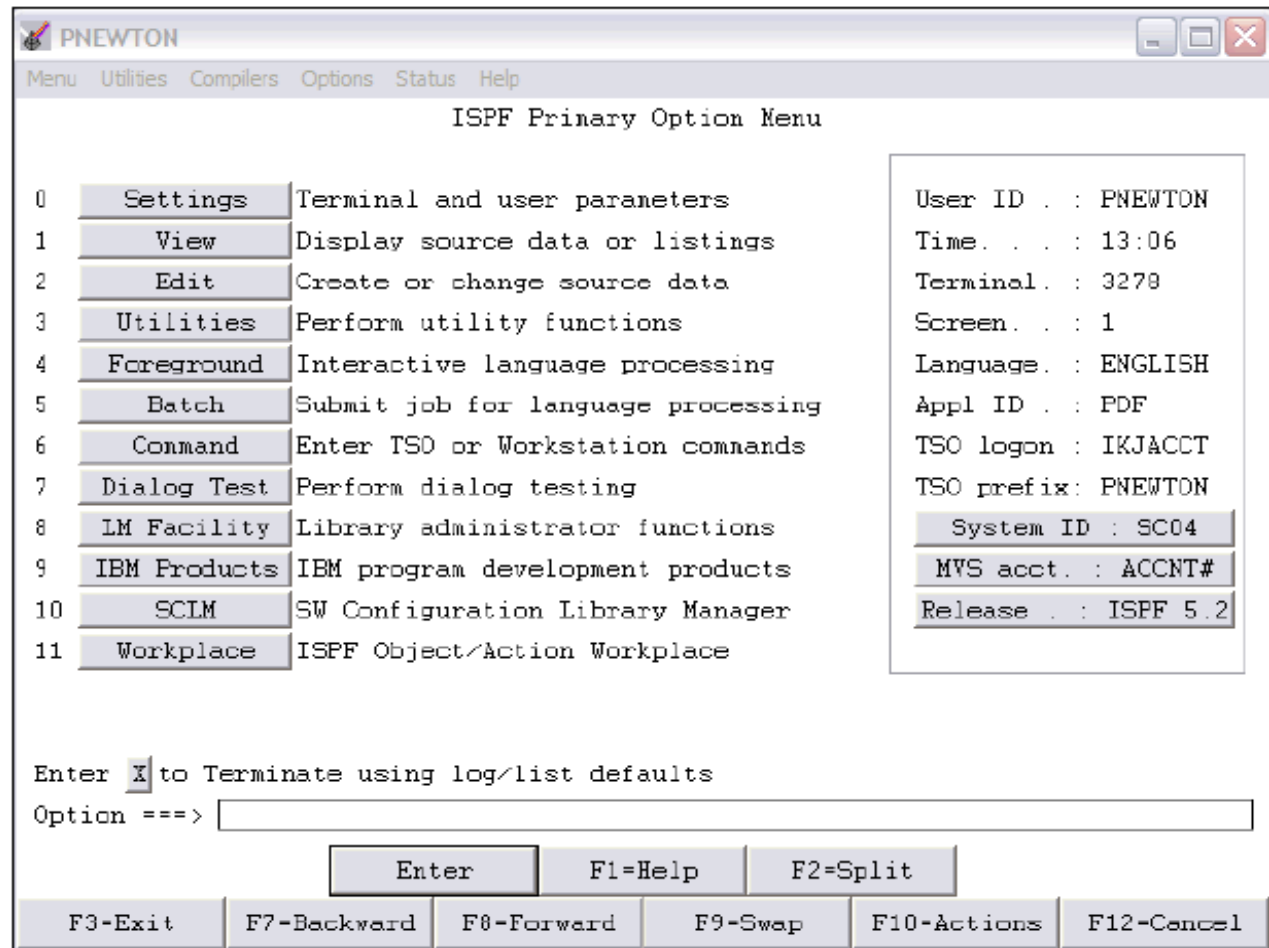 PNEWTON
Menu Utilities Compilers Options Status Help
ISPF Primary Option Menu
0 Settings Terminal and user parameters
1 View Display source data or listings
2 Edit Create or change source data
3 Utilities Perform utility functions
4 Foreground Interactive language processing
5 Batch Submit job for language processing
6 Command Enter TSO or Workstation commands
7 Dialog Test Perform dialog testing
8 LM Facility Library administrator functions
9 IBM Products IBM program development products
10 SCLM SW Configuration Library Manager
11 Workplace ISPF Object/Action Workplace
User ID . : PNEWTON
Time. . . : 13:06
Terminal. : 3278
Screen. . : 1
Language. : ENGLISH
Appl ID . : PDF
TSO logon : IKJACCT
TSO prefix: PNEWTON
System ID : SC04
MVS acct. : ACCNT#
Release . : ISPF 5.2
Enter X to Terminate using log/list defaults
Option ===>
Enter F1=Help F2=Split
F3=Exit F7=Backward F8=Forward F9=Swap F10=Actions F12=Cancel